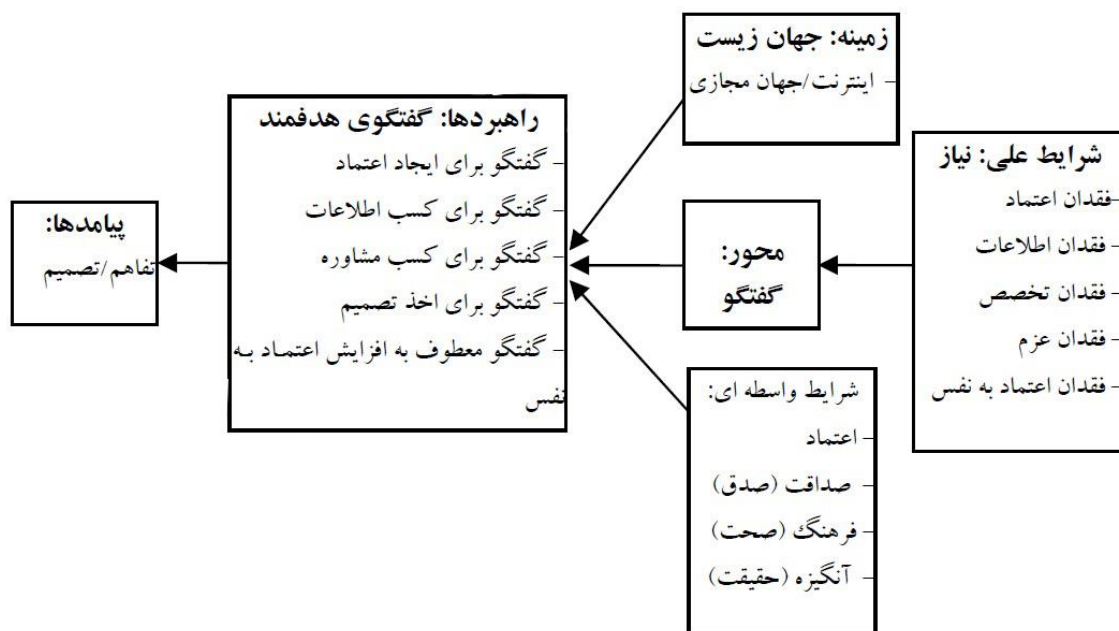 زمینه: جهان زیست
– اینترنت/جهان مجازی
شرایط علی: نیاز
–فقدان اعتماد
– فقدان اطلاعات
– فقدان تخصص
– فقدان عزم
– فقدان اعتماد به نفس
محور:
گفتگو
شرایط واسطه ای:
– اعتماد
– صداقت (صدق)
– فرهنگ (صحت)
– آنگیزه (حقیقت)
راهبردها: گفتگوی هدفمند
– گفتگو برای ایجاد اعتماد
– گفتگو برای کسب اطلاعات
– گفتگو برای کسب مشاوره
– گفتگو برای اخذ تصمیم
– گفتگو معطوف به افزایش اعتماد به
نفس
پیامدها:
تفاهم/تصمیم